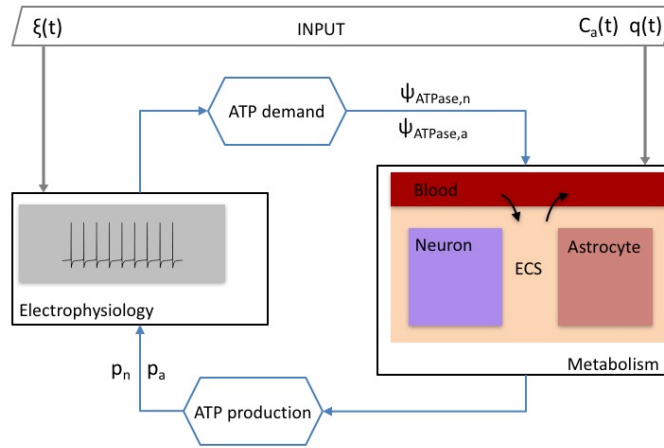 ξ(t) INPUT Cₐ(t) q(t)
ATP demand
ψATPase,n
ψATPase,a
Blood
Neuron
Astrocyte
ECS
Electrophysiology
Metabolism
pₙ pₐ
ATP production